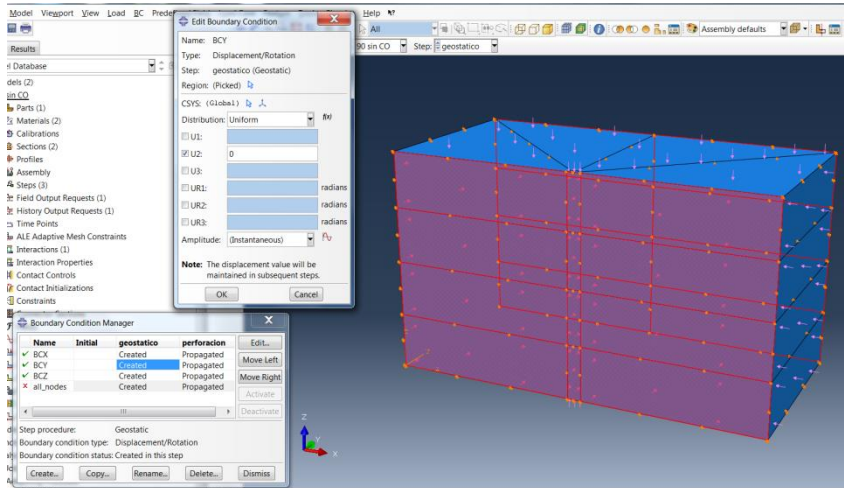 Model Viewport View Load BC
Help
All
Assembly defaults
Results
90 sin CO Step: geostatico
Edit Boundary Condition
X
Name: BCY
Type: Displacement/Rotation
Step: geostatico (Geostatic)
Region: (Picked)
CSYS: (Global)
Distribution: Uniform f(x)
U1:
U2: 0
U3:
UR1: radians
UR2: radians
UR3: radians
Amplitude: (Instantaneous)
Note: The displacement value will be
maintained in subsequent steps.
OK Cancel
Database
dels (2)
sin CO
Parts (1)
Materials (2)
Calibrations
Sections (2)
Profiles
Assembly
Steps (3)
Field Output Requests (1)
History Output Requests (1)
Time Points
ALE Adaptive Mesh Constraints
Interactions (1)
Interaction Properties
Contact Controls
Contact Initializations
Constraints
Boundary Condition Manager
X
Name Initial geostatico perforacion Edit...
BCX Created Propagated
BCY Created Propagated Move Left
BCZ Created Propagated Move Right
all_nodes Created Propagated
Activate
Deactivate
Step procedure: Geostatic
Boundary condition type: Displacement/Rotation
Boundary condition status: Created in this step
Create... Copy... Rename... Delete... Dismiss
Z
Y
X